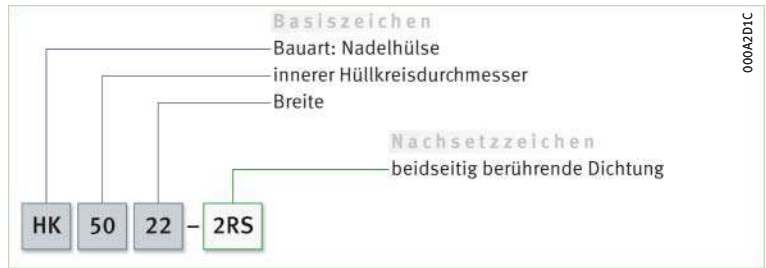 Basiszeichen
Bauart: Nadelhülse
innerer Hüllkreisdurchmesser
Breite
Nachsetzzeichen
beidseitig berührende Dichtung
HK 50 22 – 2RS
000A2D1C